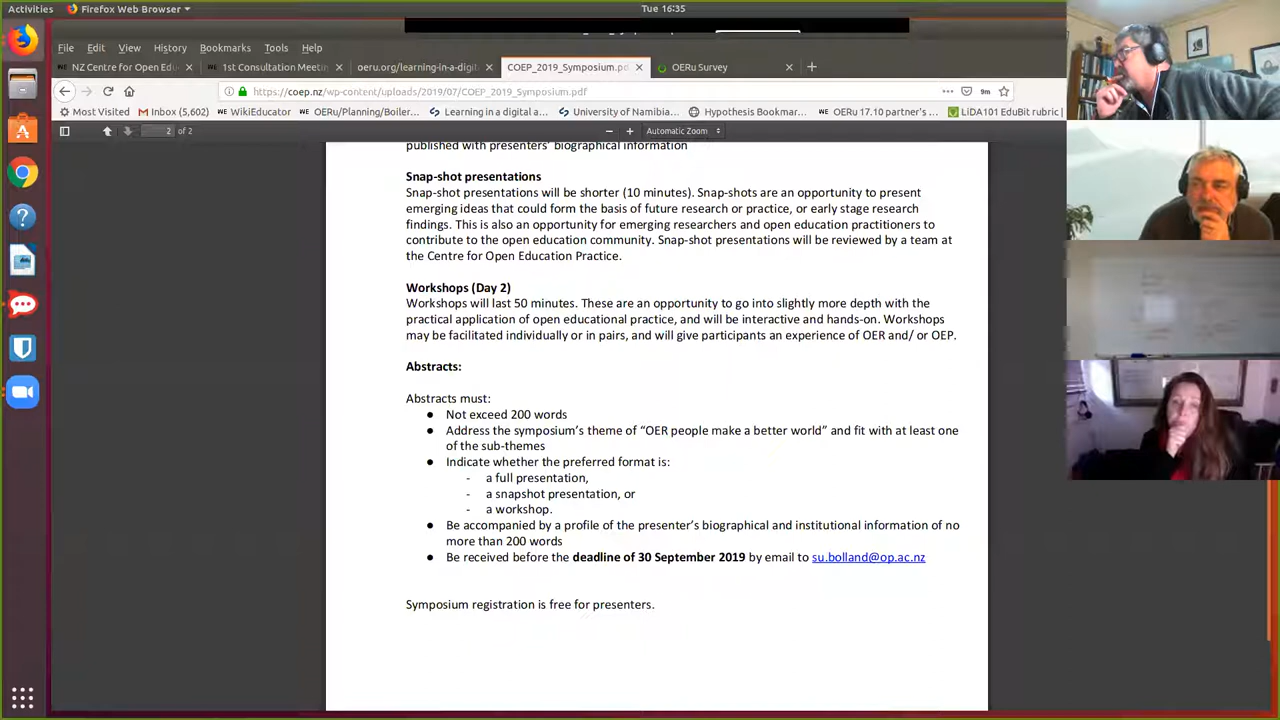 Activities Firefox Web Browser Tue 16:35
File Edit View History Bookmarks Tools Help
NZ Centre for Open Edu 1st Consultation Meetin oeru.org/learning-in-a-digit COEP_2019_Symposium.pd OERu Survey
https://coep.nz/wp-content/uploads/2019/07/COEP_2019_Symposium.pdf
Most Visited Inbox (5,602) WikiEducator OERu/Planning/Boiler... Learning in a digital a... University of Namibia... Hypothesis Bookmar... OERu 17.10 partner's... LiDA101 EduBit rubric
2 of 2 Automatic Zoom
published with presenters' biographical information
Snap-shot presentations
Snap-shot presentations will be shorter (10 minutes). Snap-shots are an opportunity to present
emerging ideas that could form the basis of future research or practice, or early stage research
findings. This is also an opportunity for emerging researchers and open education practitioners to
contribute to the open education community. Snap-shot presentations will be reviewed by a team at
the Centre for Open Education Practice.
Workshops (Day 2)
Workshops will last 50 minutes. These are an opportunity to go into slightly more depth with the
practical application of open educational practice, and will be interactive and hands-on. Workshops
may be facilitated individually or in pairs, and will give participants an experience of OER and/ or OEP.
Abstracts:
Abstracts must:
● Not exceed 200 words
● Address the symposium's theme of “OER people make a better world” and fit with at least one
of the sub-themes
● Indicate whether the preferred format is:
- a full presentation,
- a snapshot presentation, or
- a workshop.
● Be accompanied by a profile of the presenter's biographical and institutional information of no
more than 200 words
● Be received before the deadline of 30 September 2019 by email to su.bolland@op.ac.nz
Symposium registration is free for presenters.